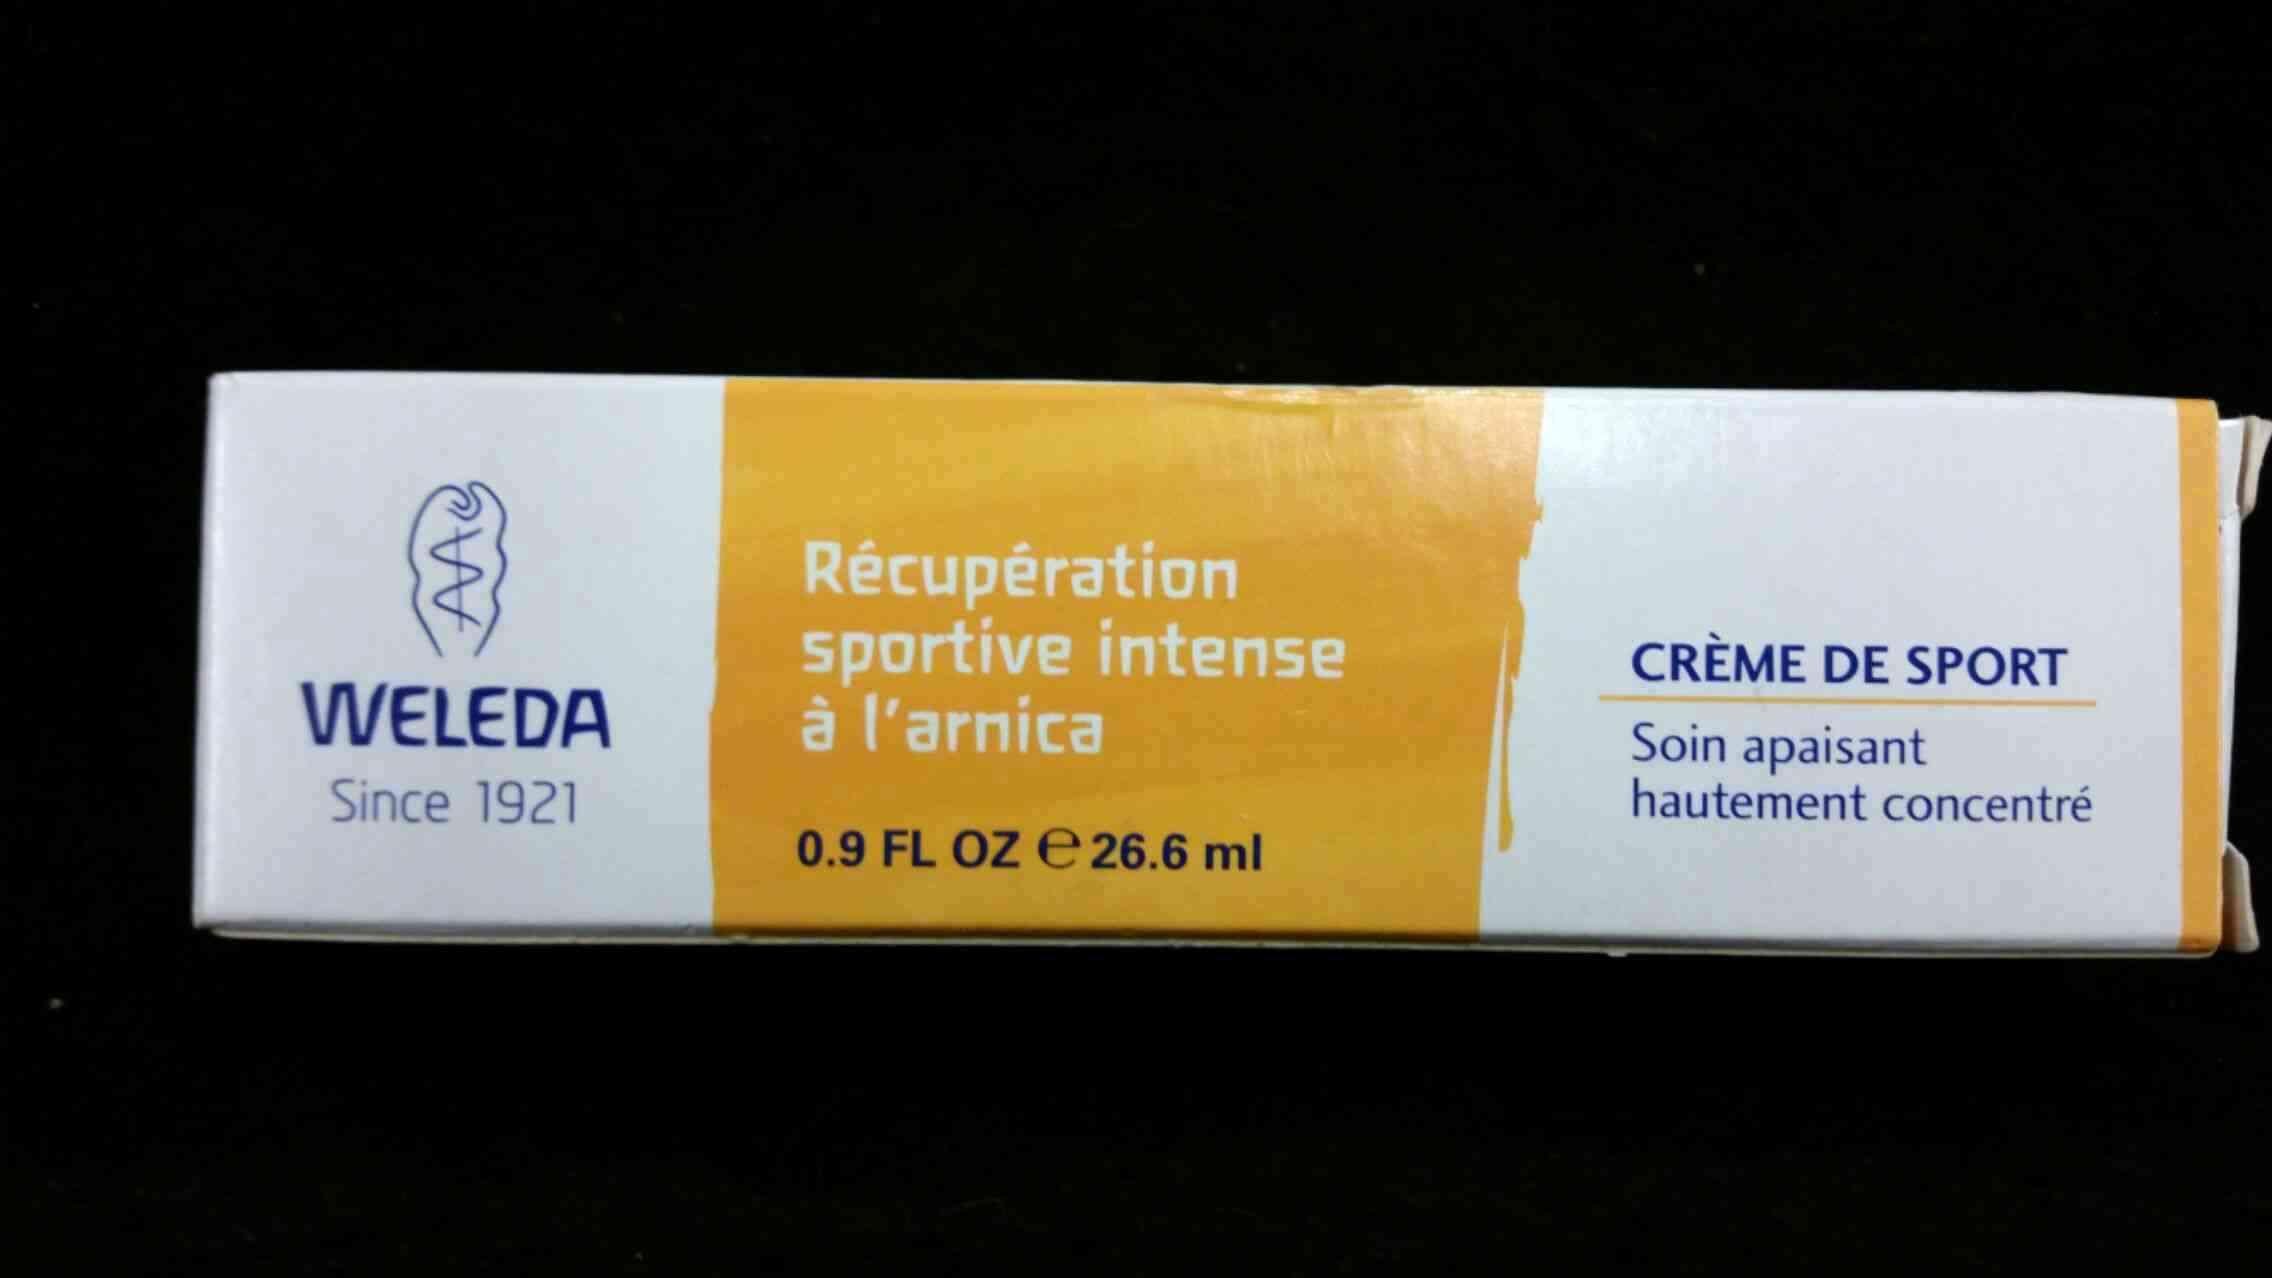 WELEDA
Since 1921
Récupération
sportive intense
à l'arnica
0.9 FL OZ ℮ 26.6 ml
CRÈME DE SPORT
Soin apaisant
hautement concentré